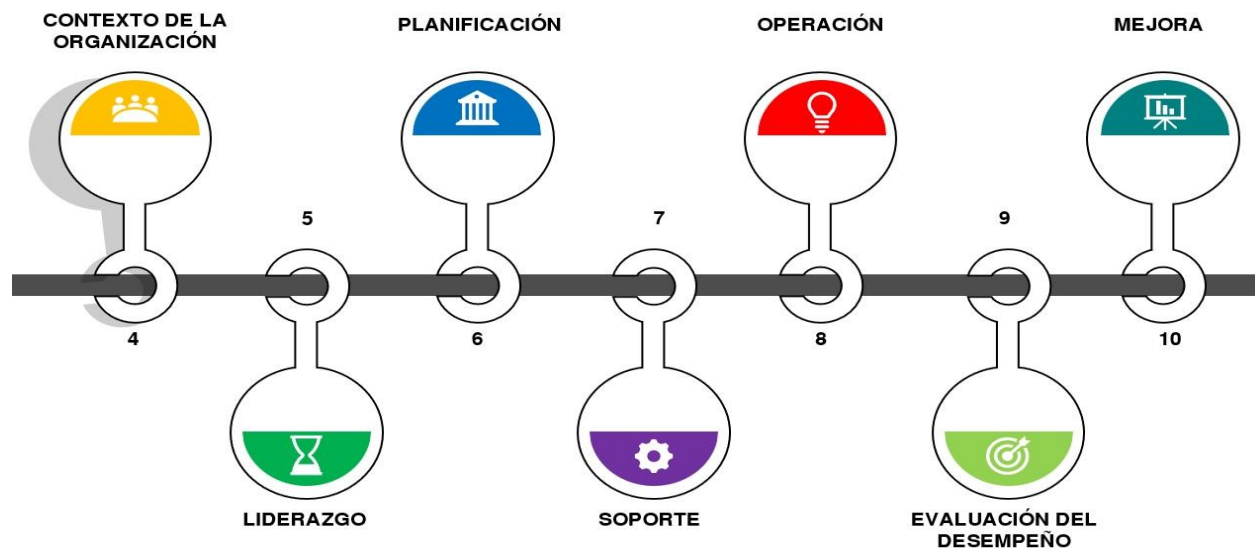 CONTEXTO DE LA
ORGANIZACIÓN
PLANIFICACIÓN
OPERACIÓN
MEJORA
5
7
9
4
6
8
10
LIDERAZGO
SOPORTE
EVALUACIÓN DEL
DESEMPEÑO